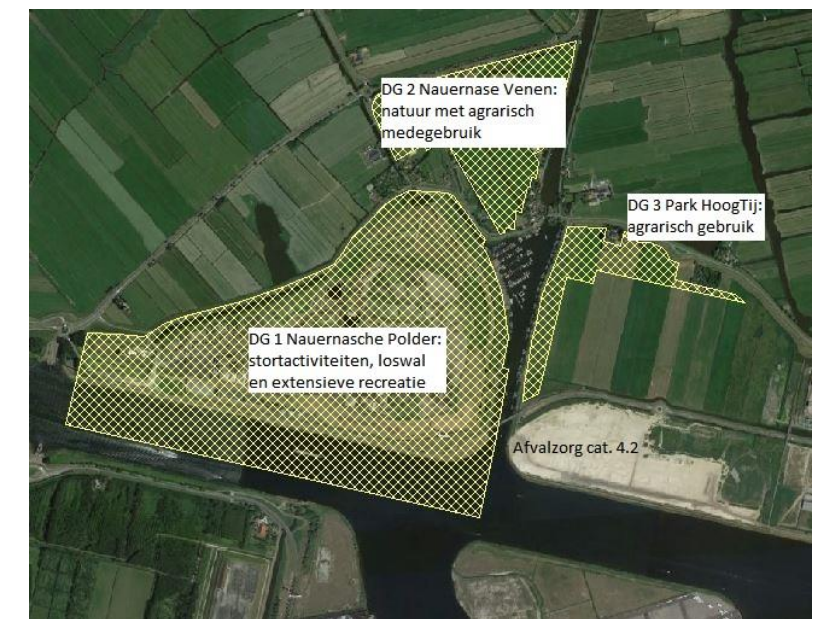 DG 2 Nauernase Venen:
natuur met agrarisch
medegebruik
DG 3 Park HoogTij:
agrarisch gebruik
DG 1 Nauernasche Polder:
stortactiviteiten, loswal
en extensieve recreatie
Afvalzorg cat. 4.2